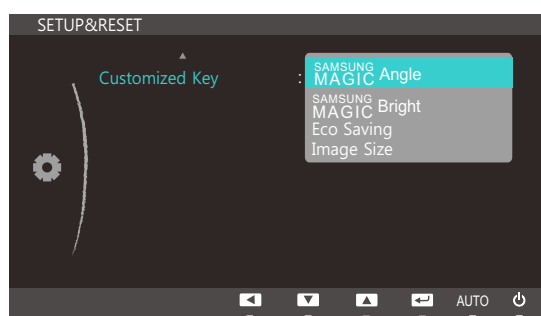 SETUP&RESET
Customized Key : SAMSUNG MAGIC Angle
SAMSUNG MAGIC Bright
Eco Saving
Image Size
AUTO